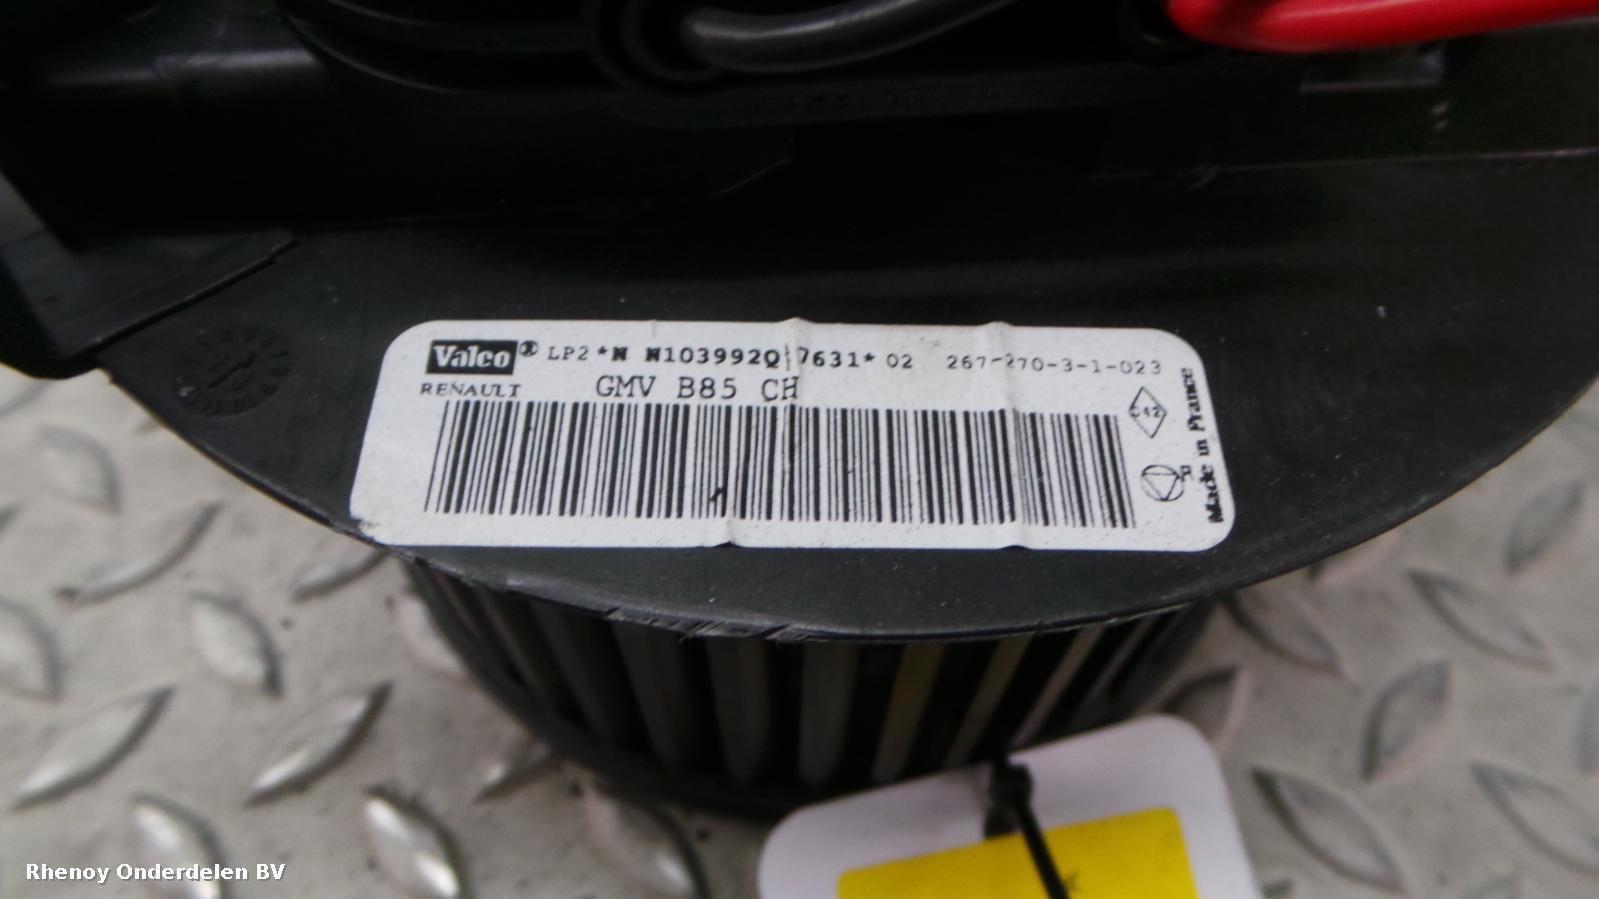 Valeo® LP2 *N N103992Q 7631* 02 267-270-3-1-023
RENAULT GMV B85 CH
C42
Made in France
Rhenoy Onderdelen BV